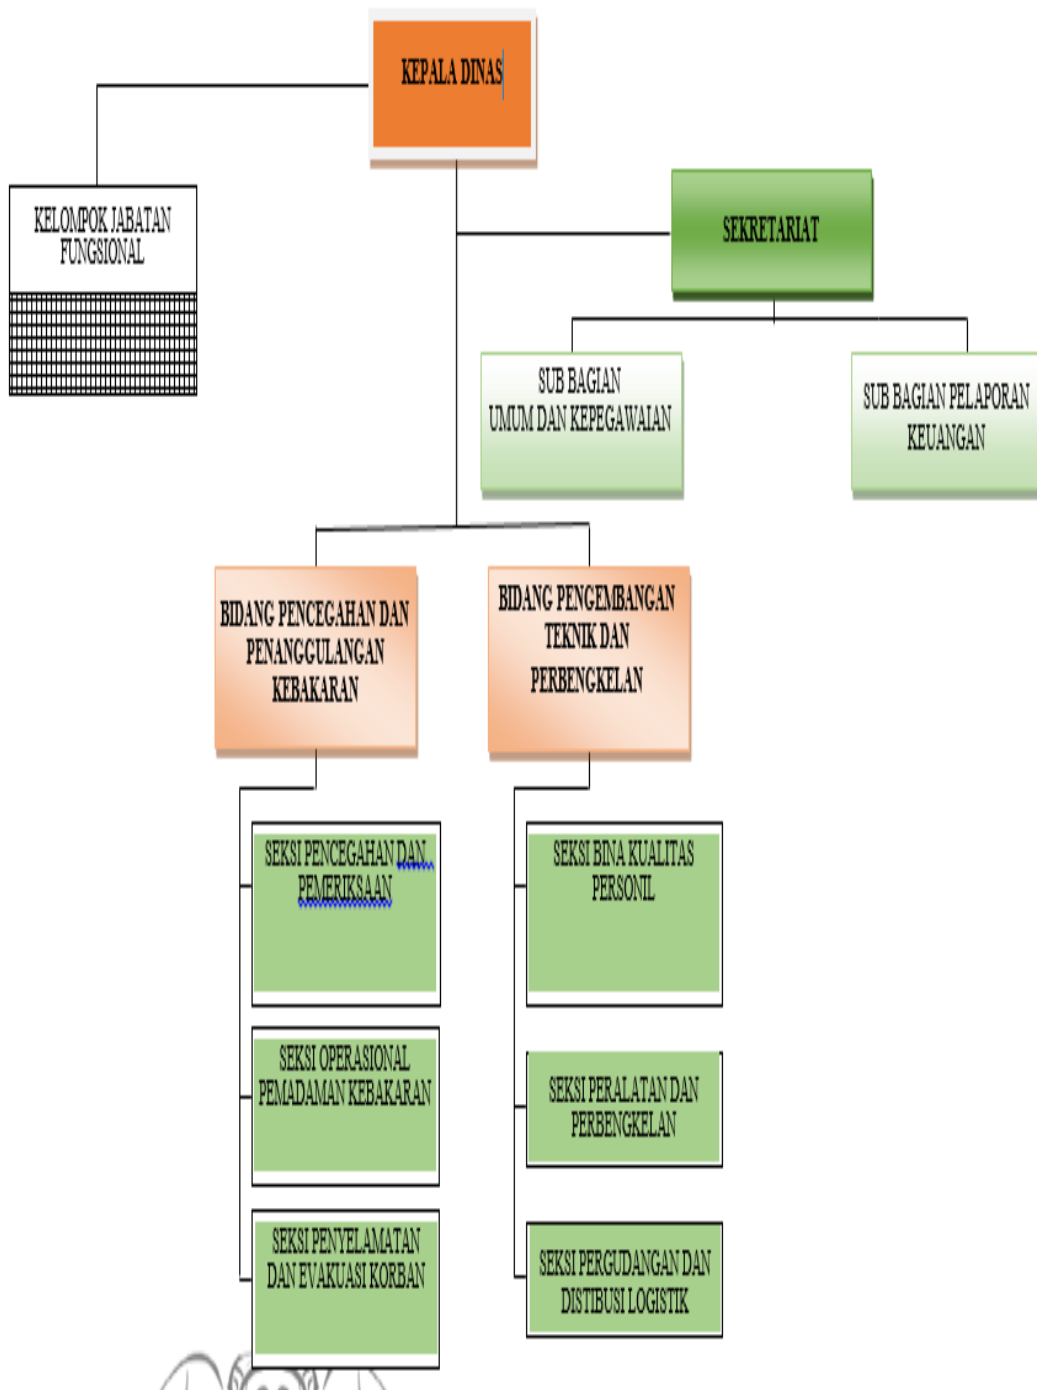 KEPALA DINAS
KELOMPOK JABATAN
FUNGSIONAL
SEKRETARIAT
SUB BAGIAN
UMUM DAN KEPEGAWAIAN
SUB BAGIAN PELAPORAN
KEUANGAN
BIDANG PENCEGAHAN DAN
PENANGGULANGAN
KEBAKARAN
BIDANG PENGEMBANGAN
TEKNIK DAN
PERBENGKELAN
SEKSI PENCEGAHAN DAN
PEMERIKSAAN
SEKSI OPERASIONAL
PEMADAMAN KEBAKARAN
SEKSI PENYELAMATAN
DAN EVAKUASI KORBAN
SEKSI BINA KUALITAS
PERSONIL
SEKSI PERALATAN DAN
PERBENGKELAN
SEKSI PERGUDANGAN DAN
DISTIBUSI LOGISTIK